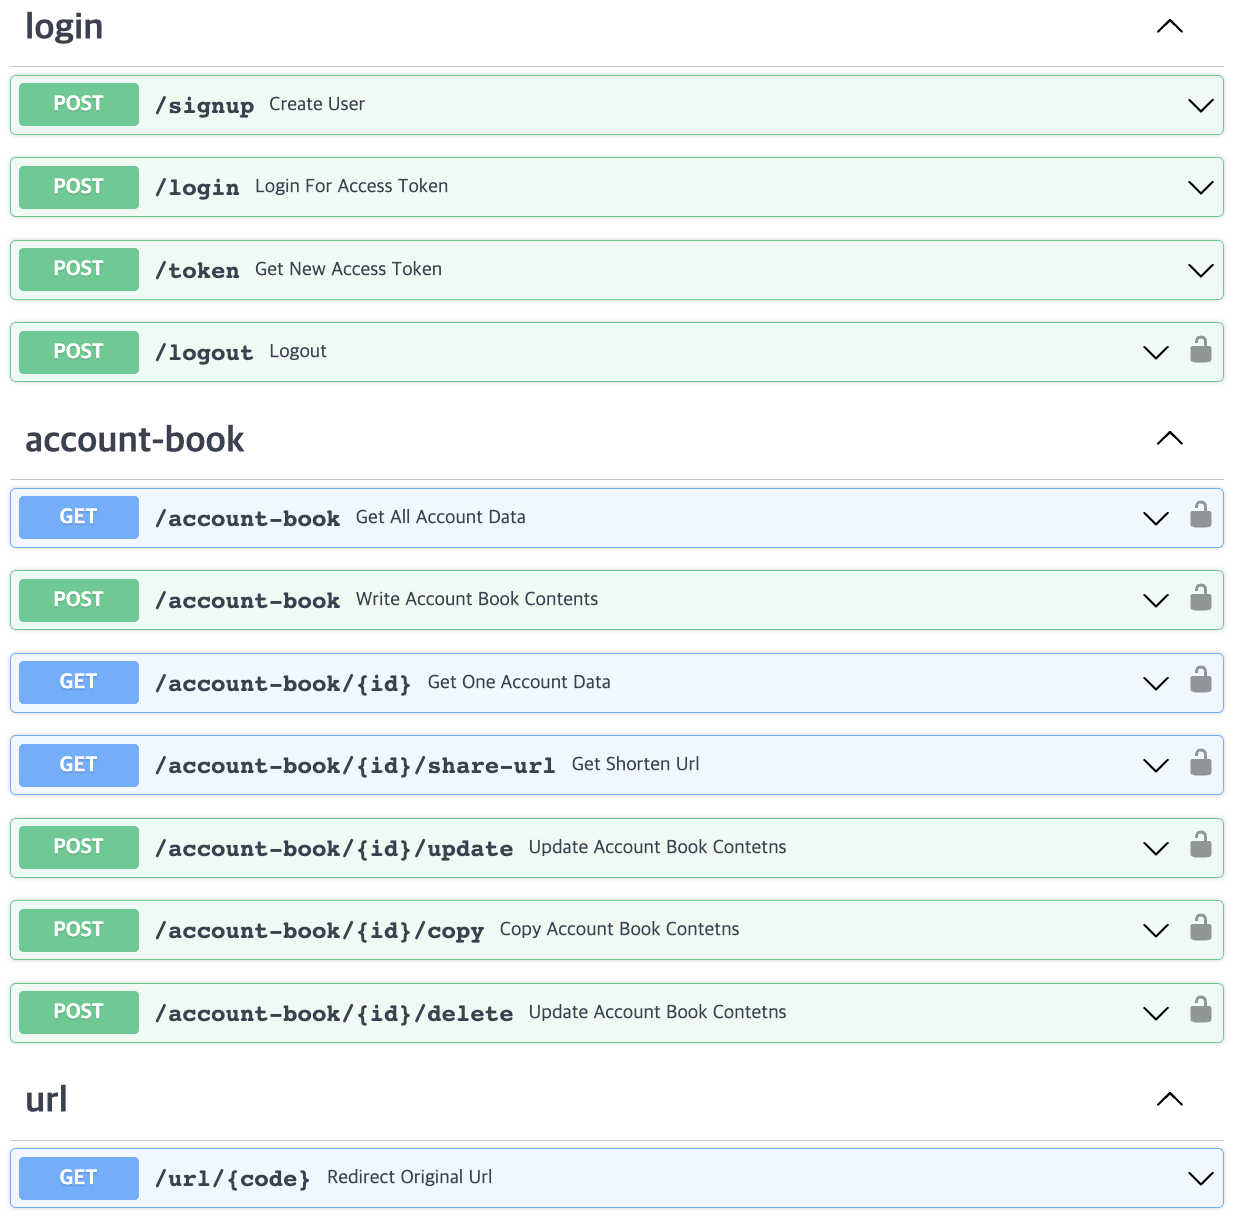 login
POST /signup Create User
POST /login Login For Access Token
POST /token Get New Access Token
POST /logout Logout
account-book
GET /account-book Get All Account Data
POST /account-book Write Account Book Contents
GET /account-book/{id} Get One Account Data
GET /account-book/{id}/share-url Get Shorten Url
POST /account-book/{id}/update Update Account Book Contetns
POST /account-book/{id}/copy Copy Account Book Contetns
POST /account-book/{id}/delete Update Account Book Contetns
url
GET /url/{code} Redirect Original Url